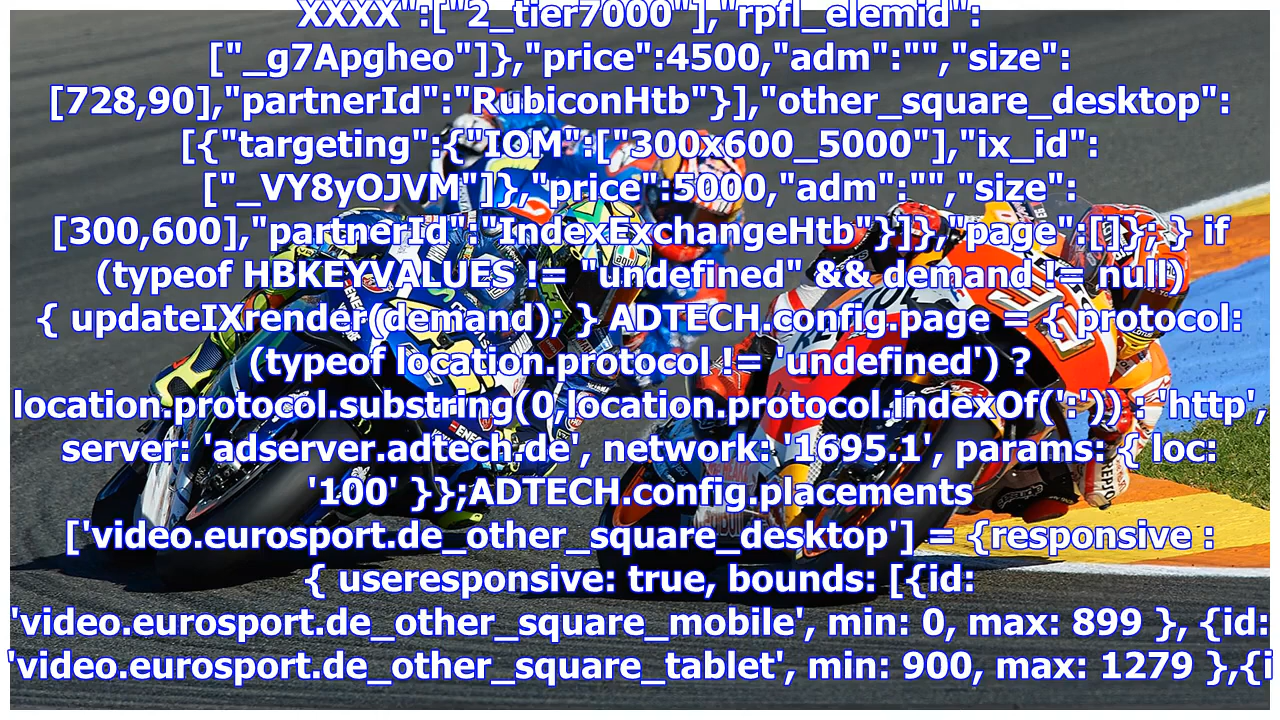 XXXX":["2_tier7000"],"rpfl_elemid":
["_g7Apgheo"]},"price":4500,"adm":"","size":
[728,90],"partnerId":"RubiconHtb"}],"other_square_desktop":
[{"targeting":{"IOM":["300x600_5000"],"ix_id":
["_VY8yOJVM"]},"price":5000,"adm":"","size":
[300,600],"partnerId":"IndexExchangeHtb"}]},"page":[]}; } if
(typeof HBKEYVALUES != "undefined" && demand != null)
{ updateIXrender(demand); } ADTECH.config.page = { protocol:
(typeof location.protocol != 'undefined') ?
location.protocol.substring(0,location.protocol.indexOf(':')) : 'http',
server: 'adserver.adtech.de', network: '1695.1', params: { loc:
'100' }};ADTECH.config.placements
['video.eurosport.de_other_square_desktop'] = {responsive :
{ useresponsive: true, bounds: [{id:
'video.eurosport.de_other_square_mobile', min: 0, max: 899 }, {id:
'video.eurosport.de_other_square_tablet', min: 900, max: 1279 },{i